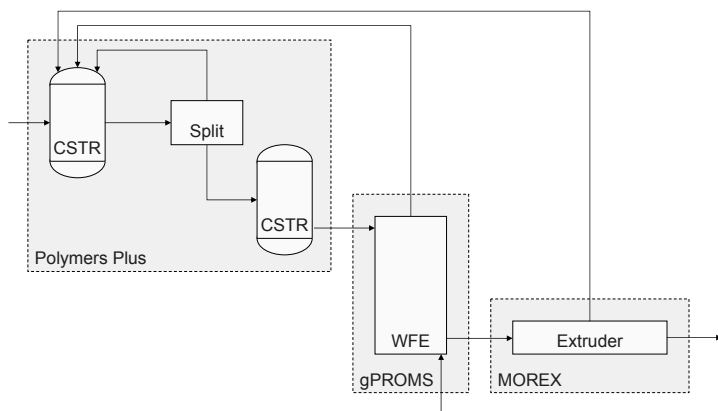 CSTR
Split
CSTR
Polymers Plus
WFE
gPROMS
Extruder
MOREX